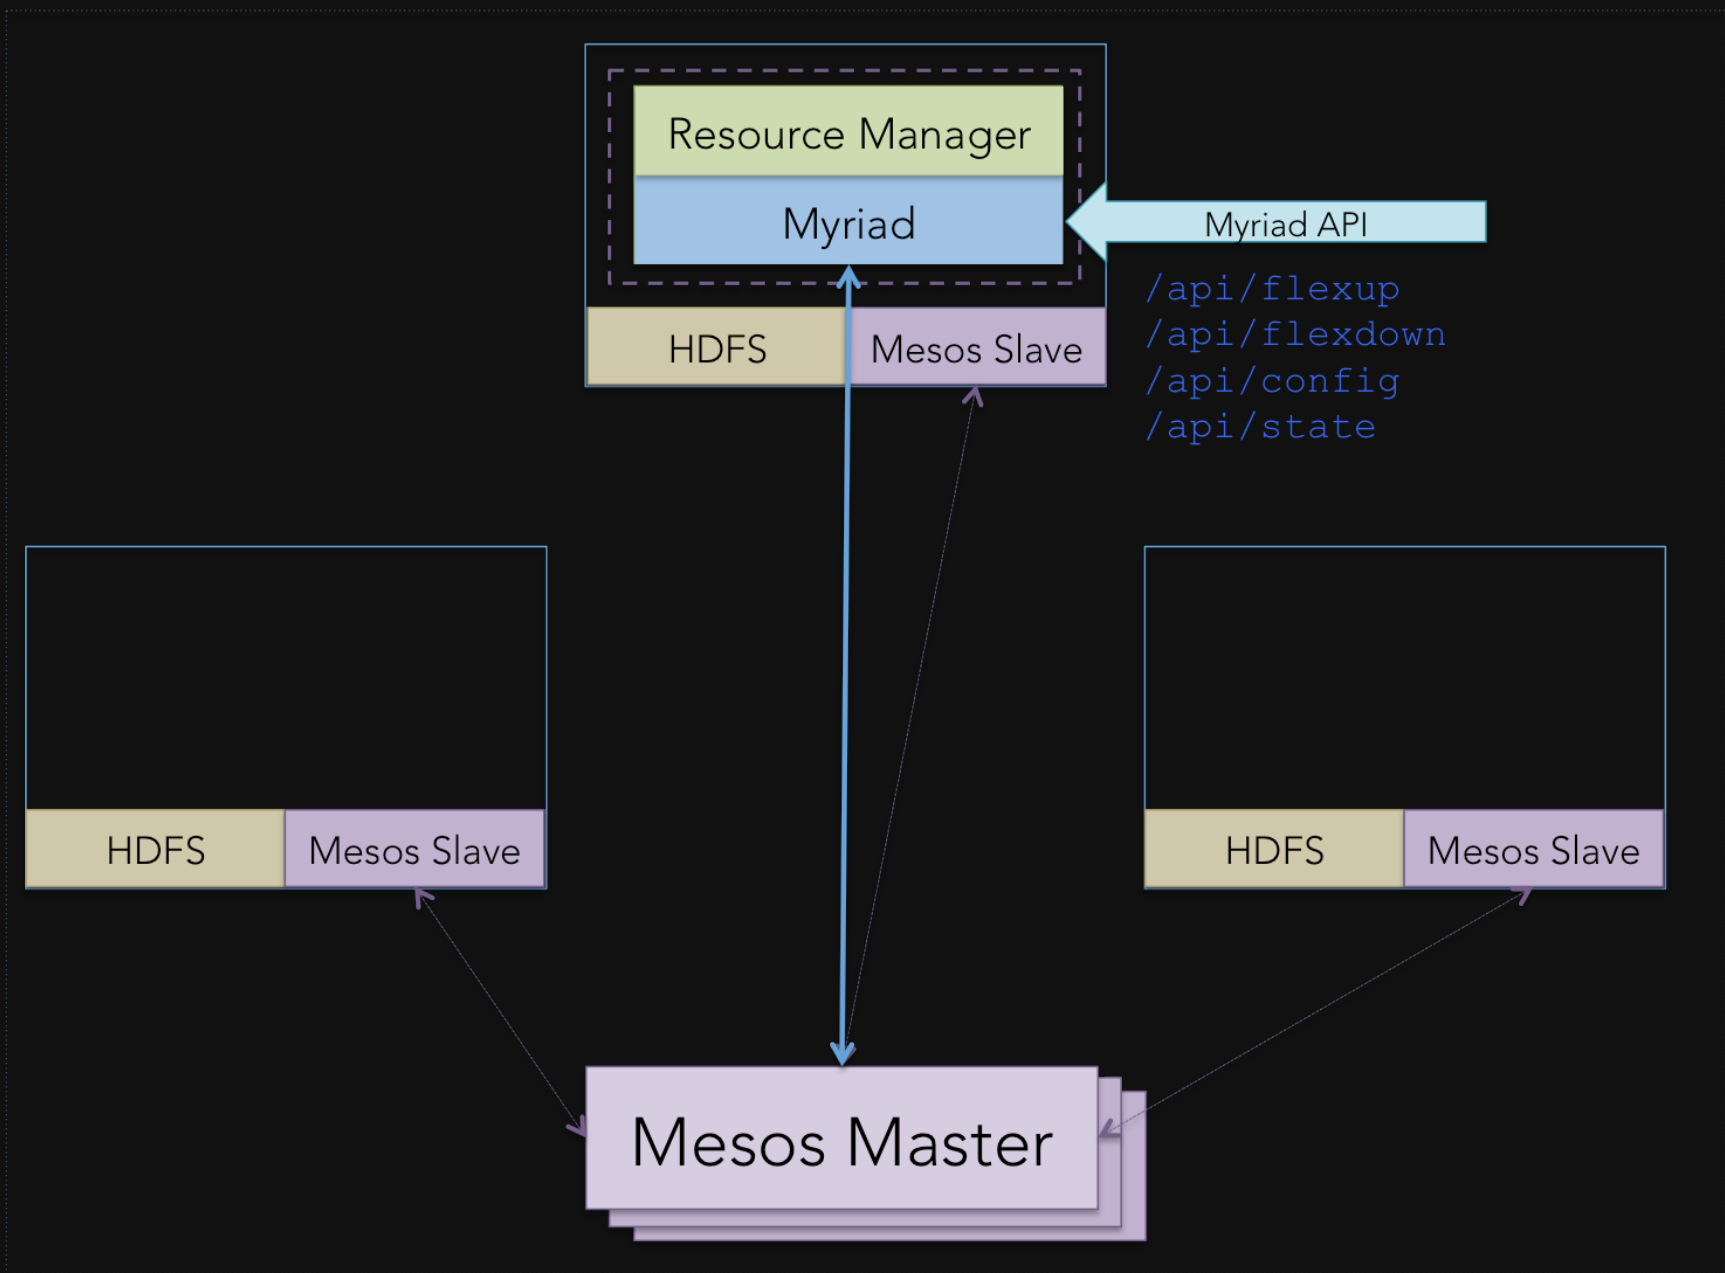 Resource Manager
Myriad
Myriad API
/api/flexup
/api/flexdown
/api/config
/api/state
HDFS
Mesos Slave
HDFS
Mesos Slave
HDFS
Mesos Slave
Mesos Master